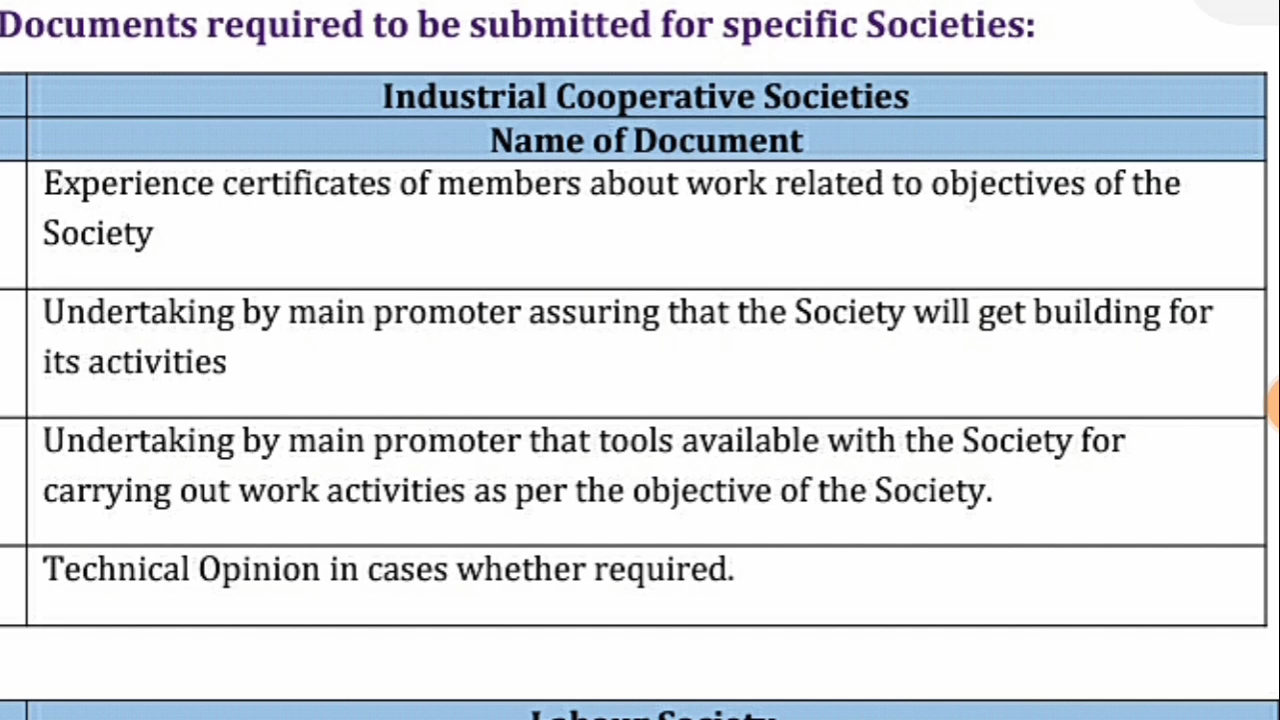 Documents required to be submitted for specific Societies:
Industrial Cooperative Societies
Name of Document
Experience certificates of members about work related to objectives of the
Society
Undertaking by main promoter assuring that the Society will get building for
its activities
Undertaking by main promoter that tools available with the Society for
carrying out work activities as per the objective of the Society.
Technical Opinion in cases whether required.
Labour Society